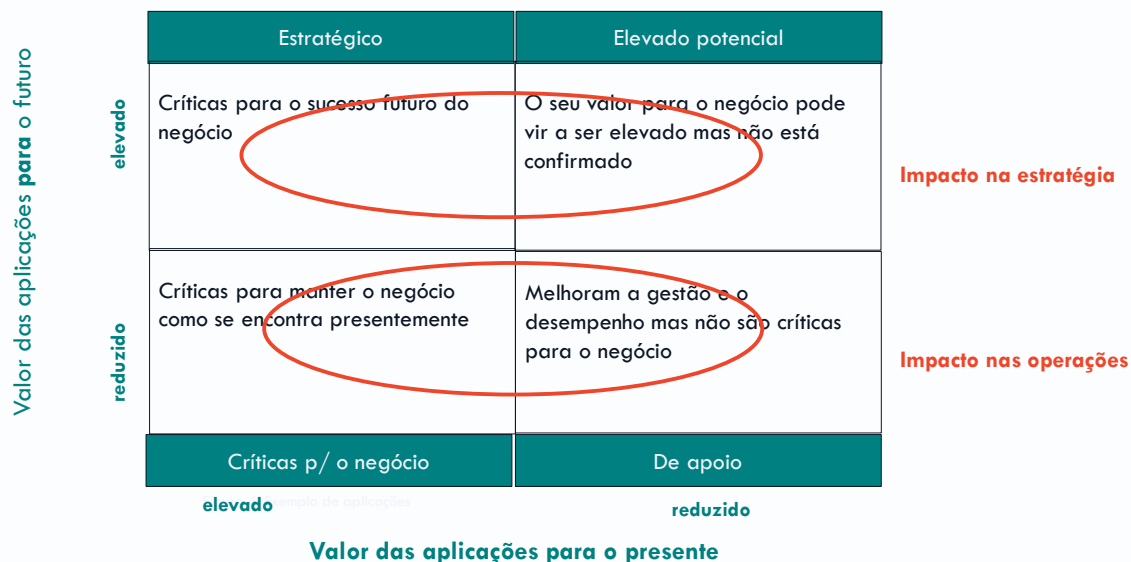 Estratégico
Elevado potencial
Valor das aplicações para o futuro
elevado
Críticas para o sucesso futuro do
negócio
O seu valor para o negócio pode
vir a ser elevado mas não está
confirmado
Impacto na estratégia
reduzido
Críticas para manter o negócio
como se encontra presentemente
Melhoram a gestão e o
desempenho mas não são críticas
para o negócio
Impacto nas operações
Críticas p/ o negócio
De apoio
elevado
de aplicações
reduzido
Valor das aplicações para o presente